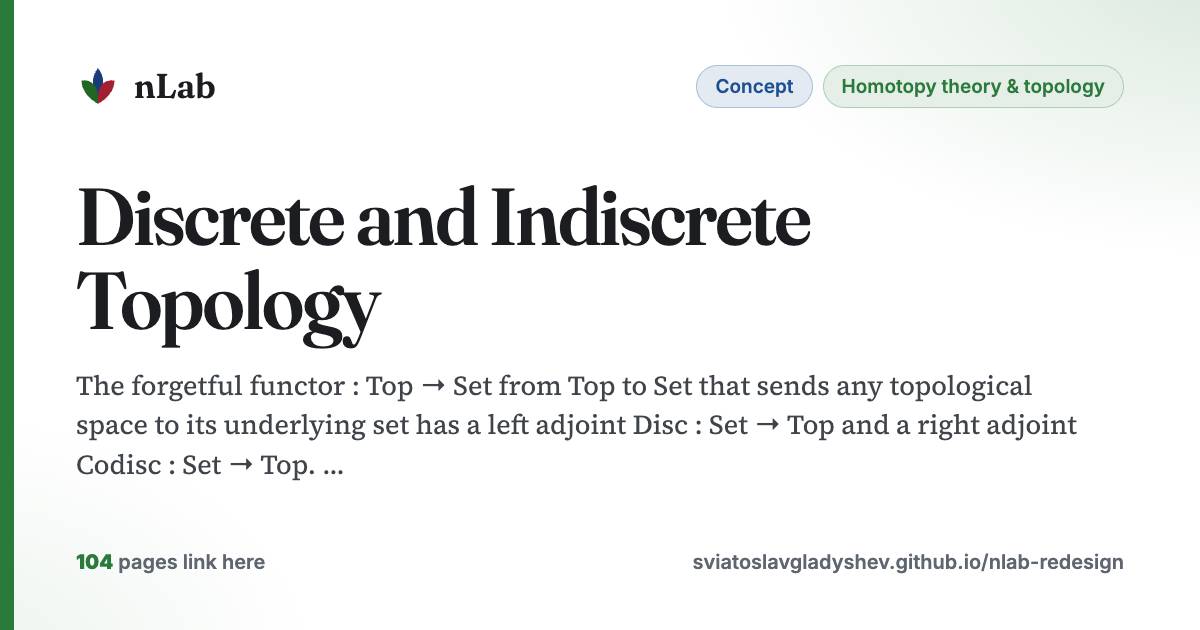 nLab
Concept
Homotopy theory & topology
Discrete and Indiscrete
Topology
The forgetful functor : Top → Set from Top to Set that sends any topological
space to its underlying set has a left adjoint Disc : Set → Top and a right adjoint
Codisc : Set → Top. ...
104 pages link here
sviatoslavgladyshev.github.io/nlab-redesign